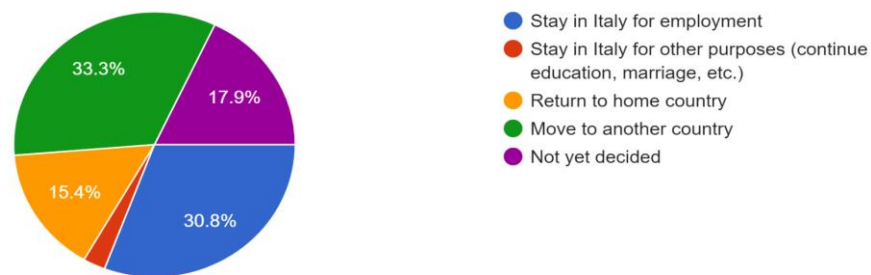 33.3%
17.9%
15.4%
30.8%
Stay in Italy for employment
Stay in Italy for other purposes (continue
education, marriage, etc.)
Return to home country
Move to another country
Not yet decided